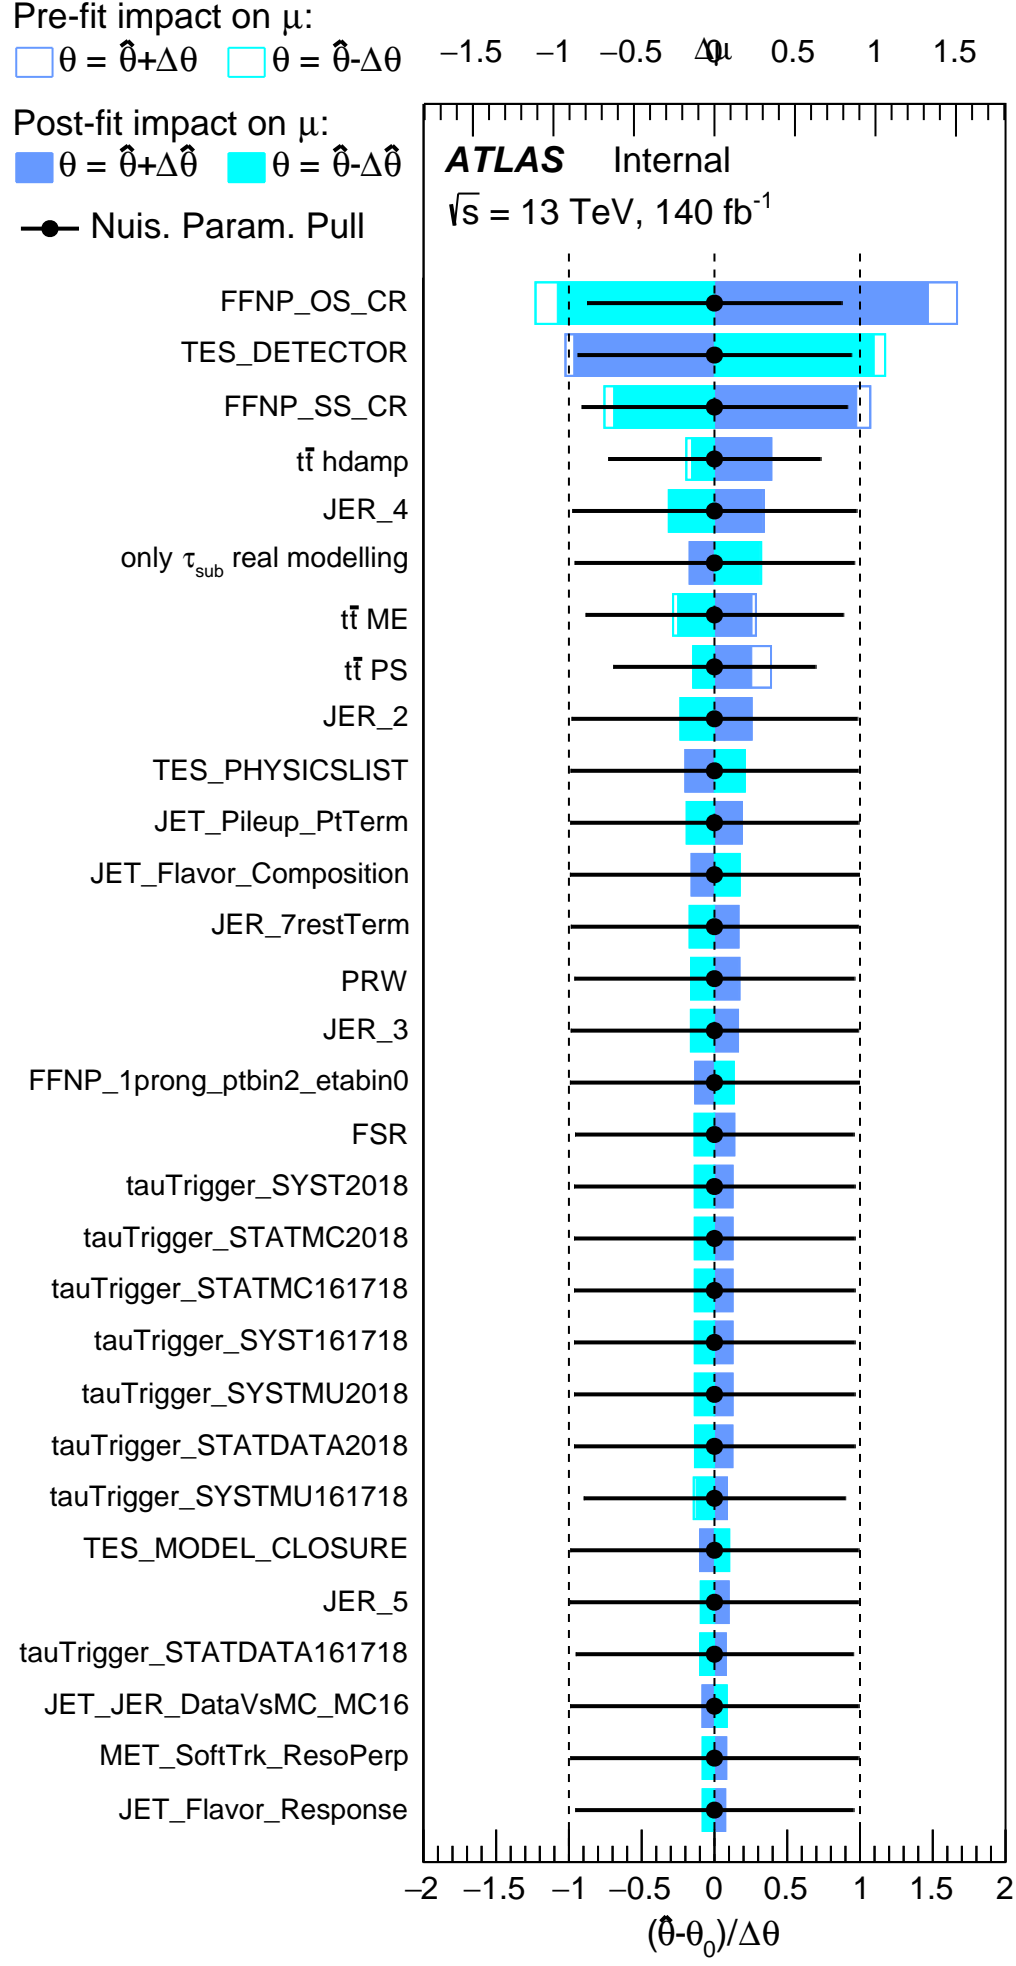 Pre-fit impact on μ:
θ = θ̂+Δθ θ = θ̂-Δθ
Post-fit impact on μ:
θ = θ̂+Δθ̂ θ = θ̂-Δθ̂
Nuis. Param. Pull
−1.5 −1 −0.5 0 0.5 1 1.5
Δμ
ATLAS Internal
√s = 13 TeV, 140 fb⁻¹
FFNP_OS_CR
TES_DETECTOR
FFNP_SS_CR
tt̄ hdamp
JER_4
only τ_sub real modelling
tt̄ ME
tt̄ PS
JER_2
TES_PHYSICSLIST
JET_Pileup_PtTerm
JET_Flavor_Composition
JER_7restTerm
PRW
JER_3
FFNP_1prong_ptbin2_etabin0
FSR
tauTrigger_SYST2018
tauTrigger_STATMC2018
tauTrigger_STATMC161718
tauTrigger_SYST161718
tauTrigger_SYSTMU2018
tauTrigger_STATDATA2018
tauTrigger_SYSTMU161718
TES_MODEL_CLOSURE
JER_5
tauTrigger_STATDATA161718
JET_JER_DataVsMC_MC16
MET_SoftTrk_ResoPerp
JET_Flavor_Response
−2 −1.5 −1 −0.5 0 0.5 1 1.5 2
(θ̂-θ₀)/Δθ